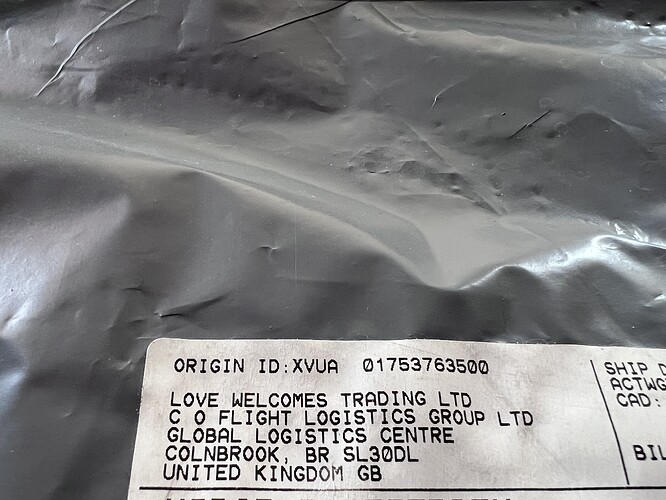 ORIGIN ID:XVUA 01753763500
LOVE WELCOMES TRADING LTD
C O FLIGHT LOGISTICS GROUP LTD
GLOBAL LOGISTICS CENTRE
COLNBROOK, BR SL30DL
UNITED KINGDOM GB
SHIP D
ACTWG
CAD:
BIL